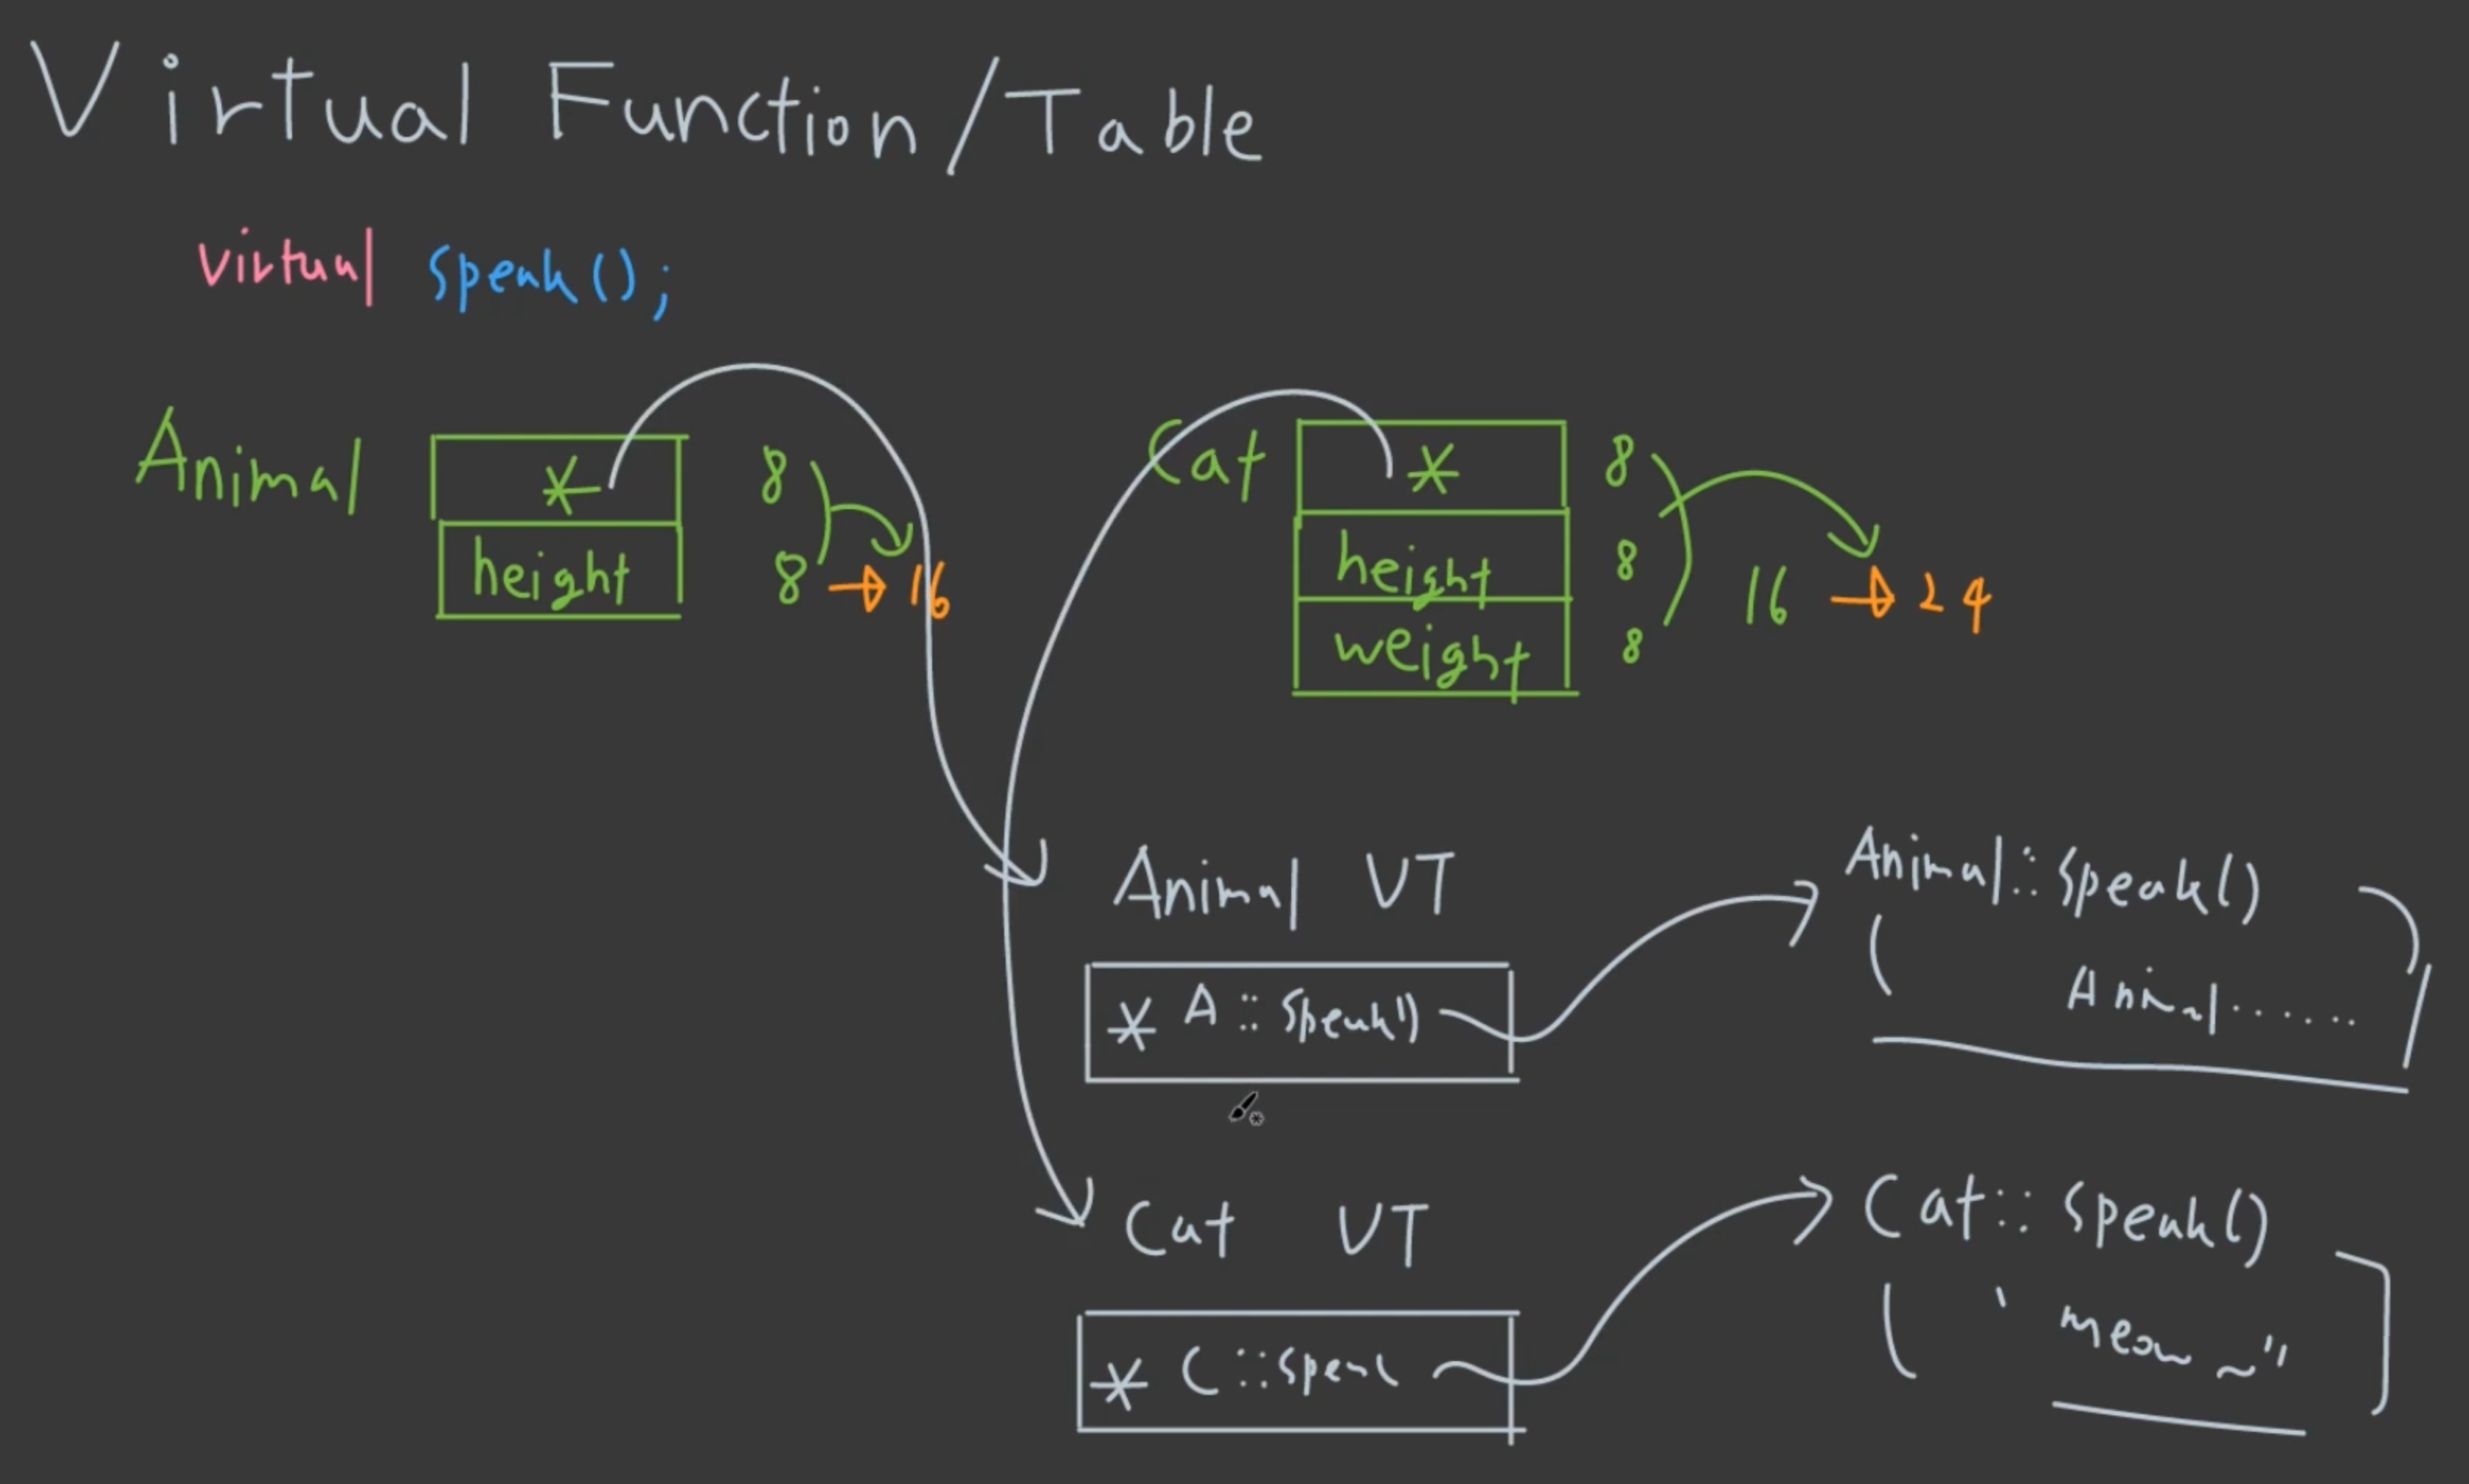 Virtual Function/Table
virtual speak();
Animal
*
8
height
8 → 16
Cat
*
8
height
8
16 → 24
weight
8
Animal VT
* A::speak()
Animal::speak()
Animal......
Cat VT
* C::speak
Cat::speak()
" meow ~"